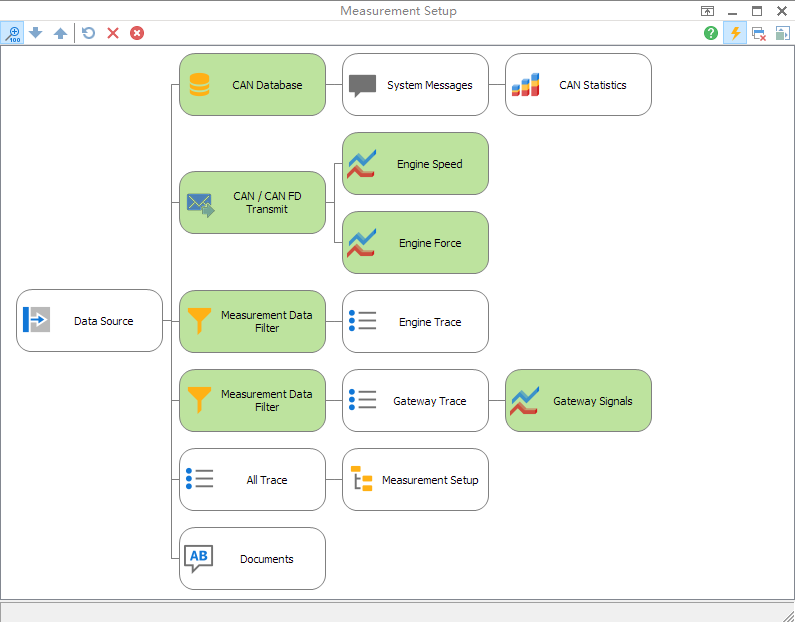 Measurement Setup
100
CAN Database
System Messages
CAN Statistics
Engine Speed
CAN / CAN FD
Transmit
Engine Force
Data Source
Measurement Data
Filter
Engine Trace
Measurement Data
Filter
Gateway Trace
Gateway Signals
All Trace
Measurement Setup
AB
Documents